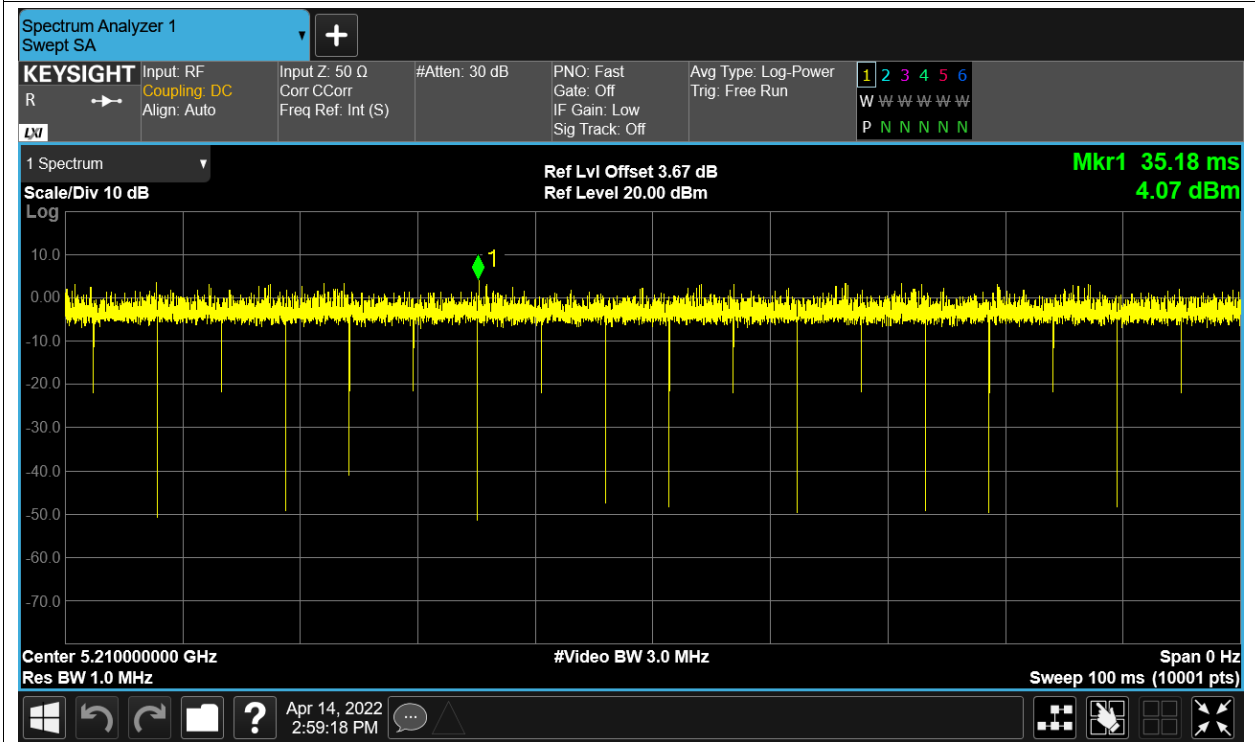 Spectrum Analyzer 1
Swept SA
+
KEYSIGHT
R
LXI
Input: RF
Coupling: DC
Align: Auto
Input Z: 50 Ω
Corr CCorr
Freq Ref: Int (S)
#Atten: 30 dB
PNO: Fast
Gate: Off
IF Gain: Low
Sig Track: Off
Avg Type: Log-Power
Trig: Free Run
1 2 3 4 5 6
W W W W W W
P N N N N N
1 Spectrum
Scale/Div 10 dB
Log
Ref Lvl Offset 3.67 dB
Ref Level 20.00 dBm
Mkr1 35.18 ms
4.07 dBm
1
10.0
0.00
-10.0
-20.0
-30.0
-40.0
-50.0
-60.0
-70.0
Center 5.210000000 GHz
Res BW 1.0 MHz
#Video BW 3.0 MHz
Span 0 Hz
Sweep 100 ms (10001 pts)
?
Apr 14, 2022
2:59:18 PM